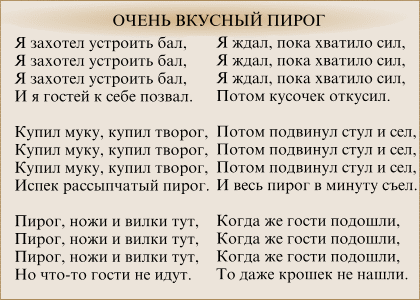 ОЧЕНЬ ВКУСНЫЙ ПИРОГ
Я захотел устроить бал,
Я захотел устроить бал,
Я захотел устроить бал,
И я гостей к себе позвал.
Купил муку, купил творог,
Купил муку, купил творог,
Купил муку, купил творог,
Испек рассыпчатый пирог.
Пирог, ножи и вилки тут,
Пирог, ножи и вилки тут,
Пирог, ножи и вилки тут,
Но что-то гости не идут.
Я ждал, пока хватило сил,
Я ждал, пока хватило сил,
Я ждал, пока хватило сил,
Потом кусочек откусил.
Потом подвинул стул и сел,
Потом подвинул стул и сел,
Потом подвинул стул и сел,
И весь пирог в минуту съел.
Когда же гости подошли,
Когда же гости подошли,
Когда же гости подошли,
То даже крошек не нашли.